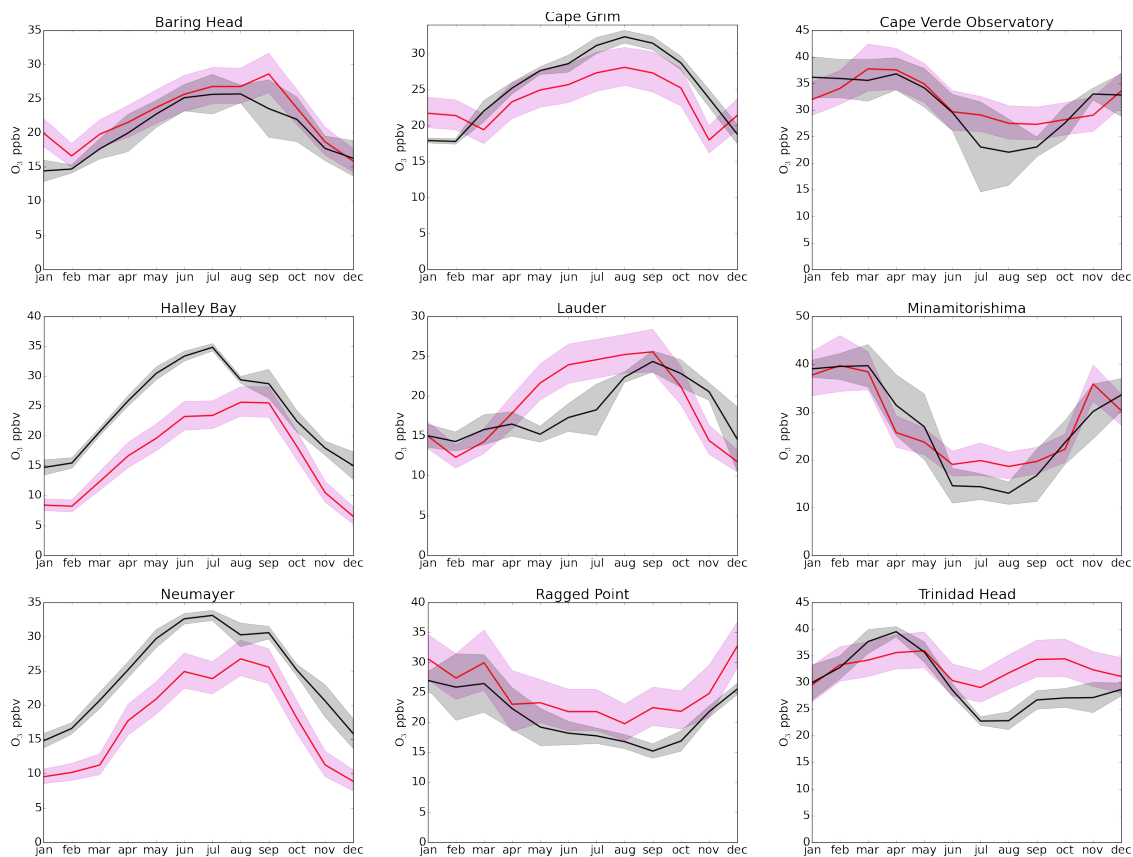 Baring Head
O3 ppbv
35
30
25
20
15
10
5
0
jan feb mar apr may jun jul aug sep oct nov dec
Cape Grim
O3 ppbv
30
25
20
15
10
5
0
jan feb mar apr may jun jul aug sep oct nov dec
Cape Verde Observatory
O3 ppbv
45
40
35
30
25
20
15
10
5
0
jan feb mar apr may jun jul aug sep oct nov dec
Halley Bay
O3 ppbv
40
35
30
25
20
15
10
5
0
jan feb mar apr may jun jul aug sep oct nov dec
Lauder
O3 ppbv
30
25
20
15
10
5
0
jan feb mar apr may jun jul aug sep oct nov dec
Minamitorishima
O3 ppbv
50
40
30
20
10
0
jan feb mar apr may jun jul aug sep oct nov dec
Neumayer
O3 ppbv
35
30
25
20
15
10
5
0
jan feb mar apr may jun jul aug sep oct nov dec
Ragged Point
O3 ppbv
40
35
30
25
20
15
10
5
0
jan feb mar apr may jun jul aug sep oct nov dec
Trinidad Head
O3 ppbv
45
40
35
30
25
20
15
10
5
0
jan feb mar apr may jun jul aug sep oct nov dec